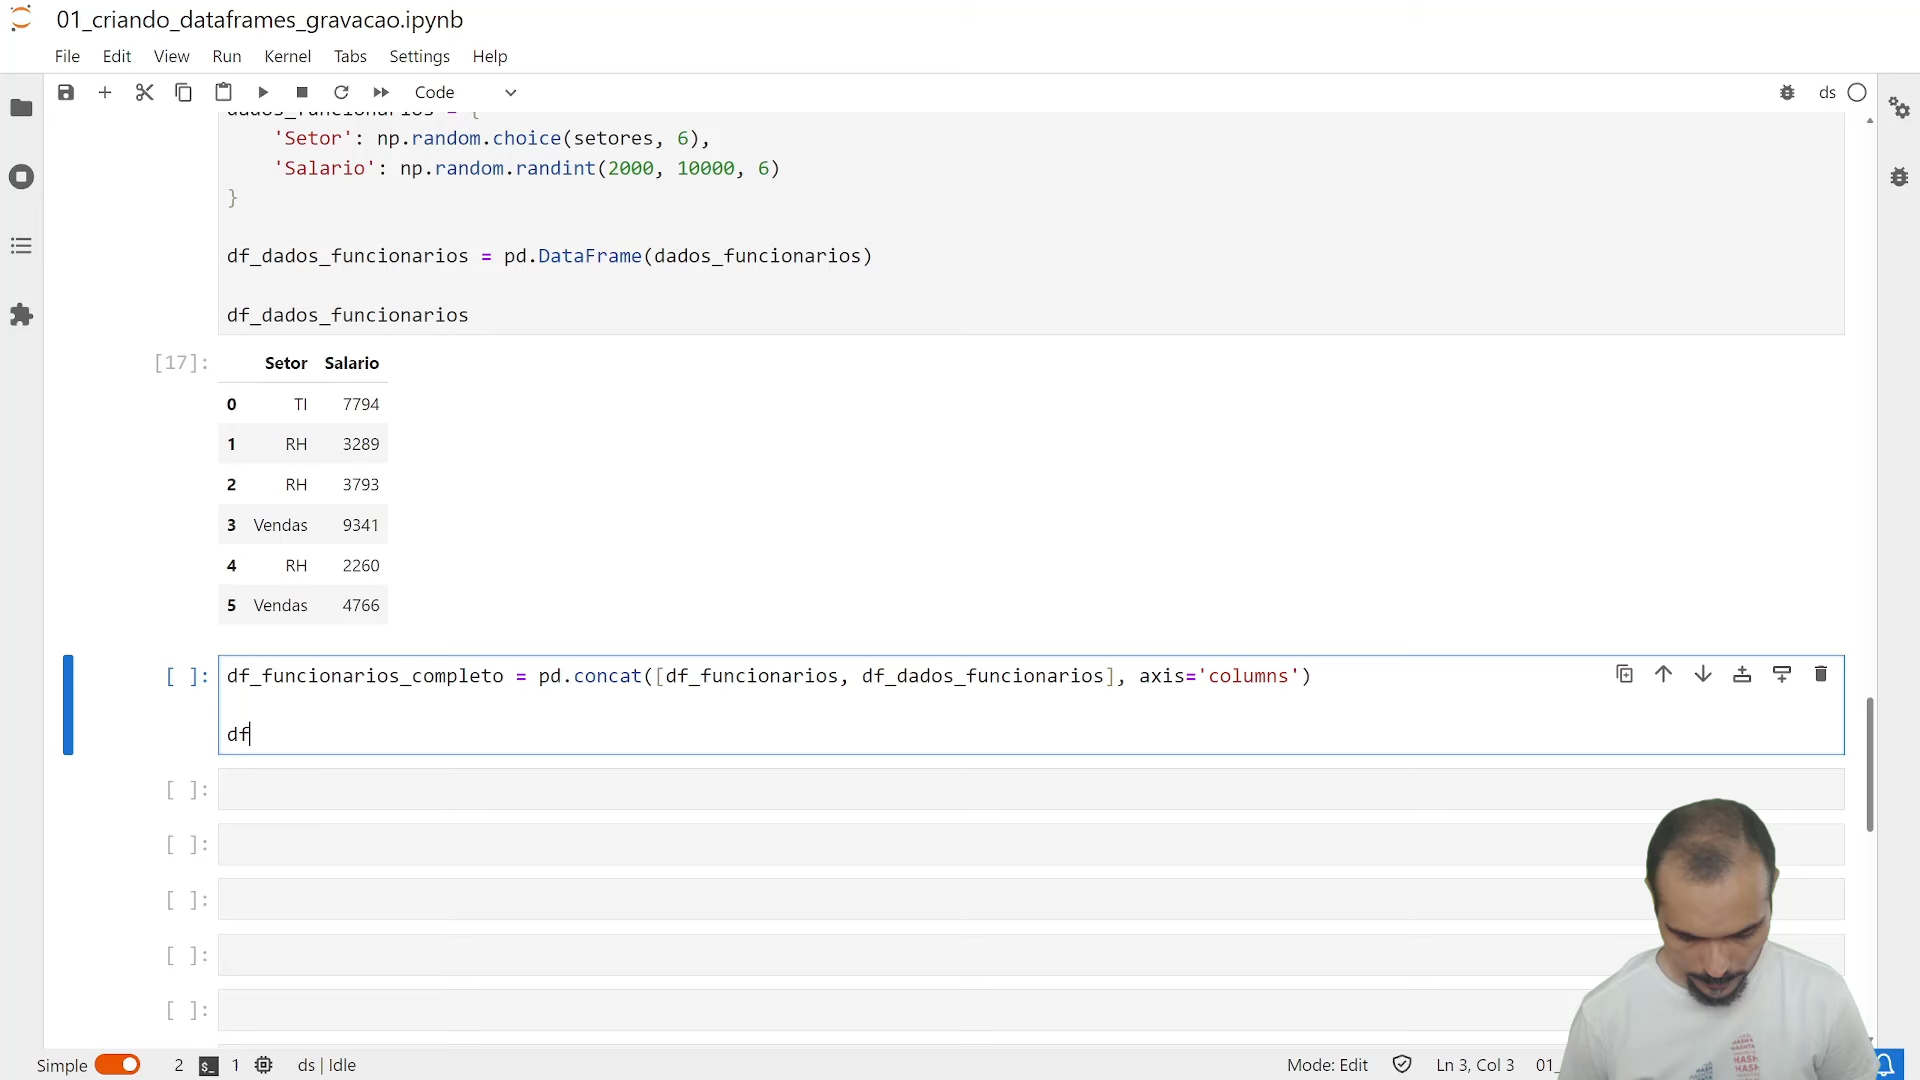 01_criando_dataframes_gravacao.ipynb
File Edit View Run Kernel Tabs Settings Help
Code ds
dados_funcionarios = {
'Setor': np.random.choice(setores, 6),
'Salario': np.random.randint(2000, 10000, 6)
}
df_dados_funcionarios = pd.DataFrame(dados_funcionarios)
df_dados_funcionarios
[17]: Setor Salario
0 TI 7794
1 RH 3289
2 RH 3793
3 Vendas 9341
4 RH 2260
5 Vendas 4766
[ ]: df_funcionarios_completo = pd.concat([df_funcionarios, df_dados_funcionarios], axis='columns')
df
[ ]:
[ ]:
[ ]:
[ ]:
[ ]:
Simple 2 $_ 1 ds | Idle Mode: Edit Ln 3, Col 3 01_